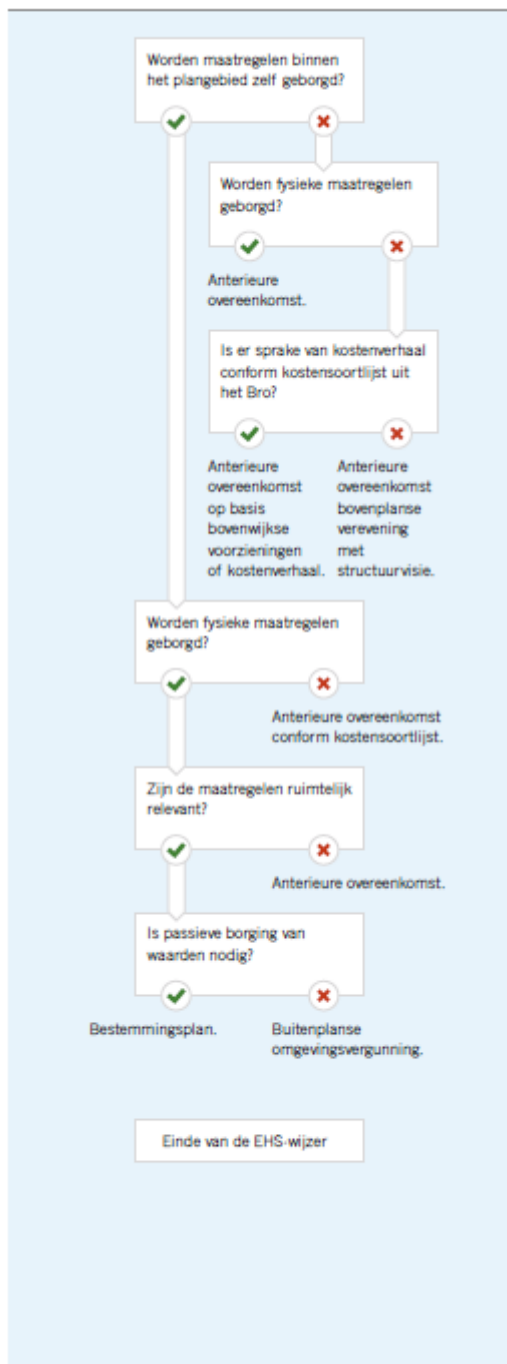 Worden maatregelen binnen
het plangebied zelf geborgd?
Worden fysieke maatregelen
geborgd?
Anterieure
overeenkomst.
Is er sprake van kostenverhaal
conform kostensoortlijst uit
het Bro?
Anterieure
overeenkomst
op basis
bovenwijkse
voorzieningen
of kostenverhaal.
Anterieure
overeenkomst
bovenplanse
verevening
met
structuurvisie.
Worden fysieke maatregelen
geborgd?
Anterieure overeenkomst
conform kostensoortlijst.
Zijn de maatregelen ruimtelijk
relevant?
Anterieure overeenkomst.
Is passieve borging van
waarden nodig?
Bestemmingsplan.
Buitenplanse
omgevingsvergunning.
Einde van de EHS-wijzer